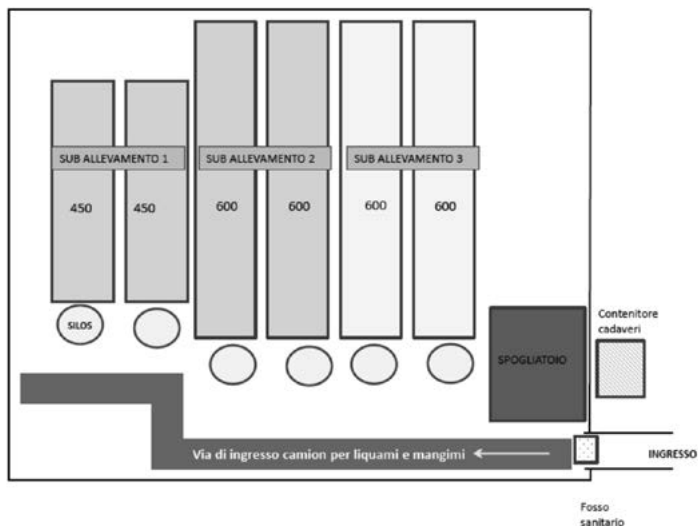 SUB ALLEVAMENTO 1
SUB ALLEVAMENTO 2
SUB ALLEVAMENTO 3
450
450
600
600
600
600
SILOS
Contenitore
cadaveri
SPOGLIATOIO
Via di ingresso camion per liquami e mangimi
INGRESSO
Fosso
sanitario